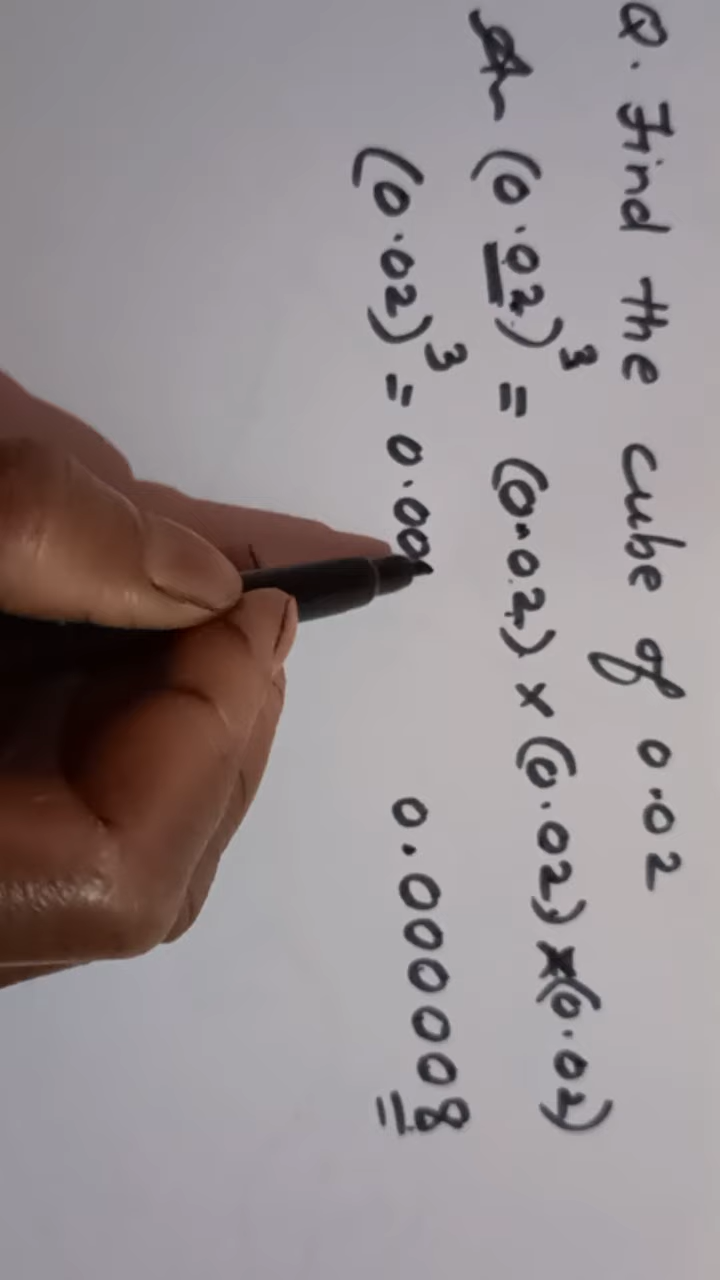 Q. Find the cube of 0.02
(0.02)³ = (0.02) × (0.02) × (0.02)
(0.02)³ = 0.00 0.000008